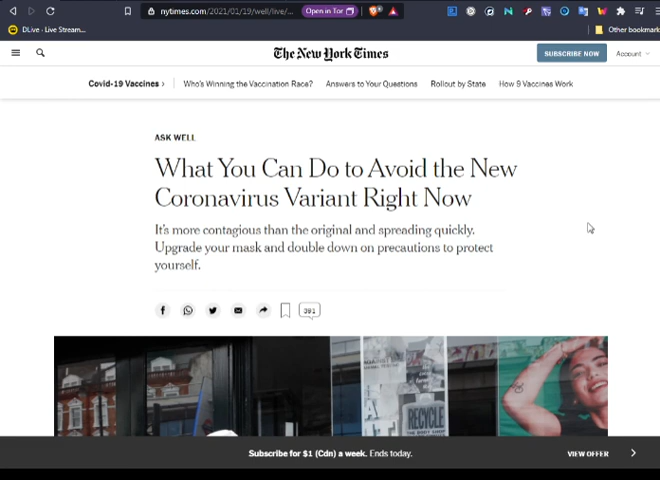 nytimes.com/2021/01/19/well/live/...
Open in Tor
DLive - Live Stream...
Other bookmark
The New York Times
SUBSCRIBE NOW
Account
Covid-19 Vaccines ›
Who's Winning the Vaccination Race?
Answers to Your Questions
Rollout by State
How 9 Vaccines Work
ASK WELL
What You Can Do to Avoid the New
Coronavirus Variant Right Now
It's more contagious than the original and spreading quickly.
Upgrade your mask and double down on precautions to protect
yourself.
391
RECYCLE
Subscribe for $1 (Cdn) a week. Ends today.
VIEW OFFER